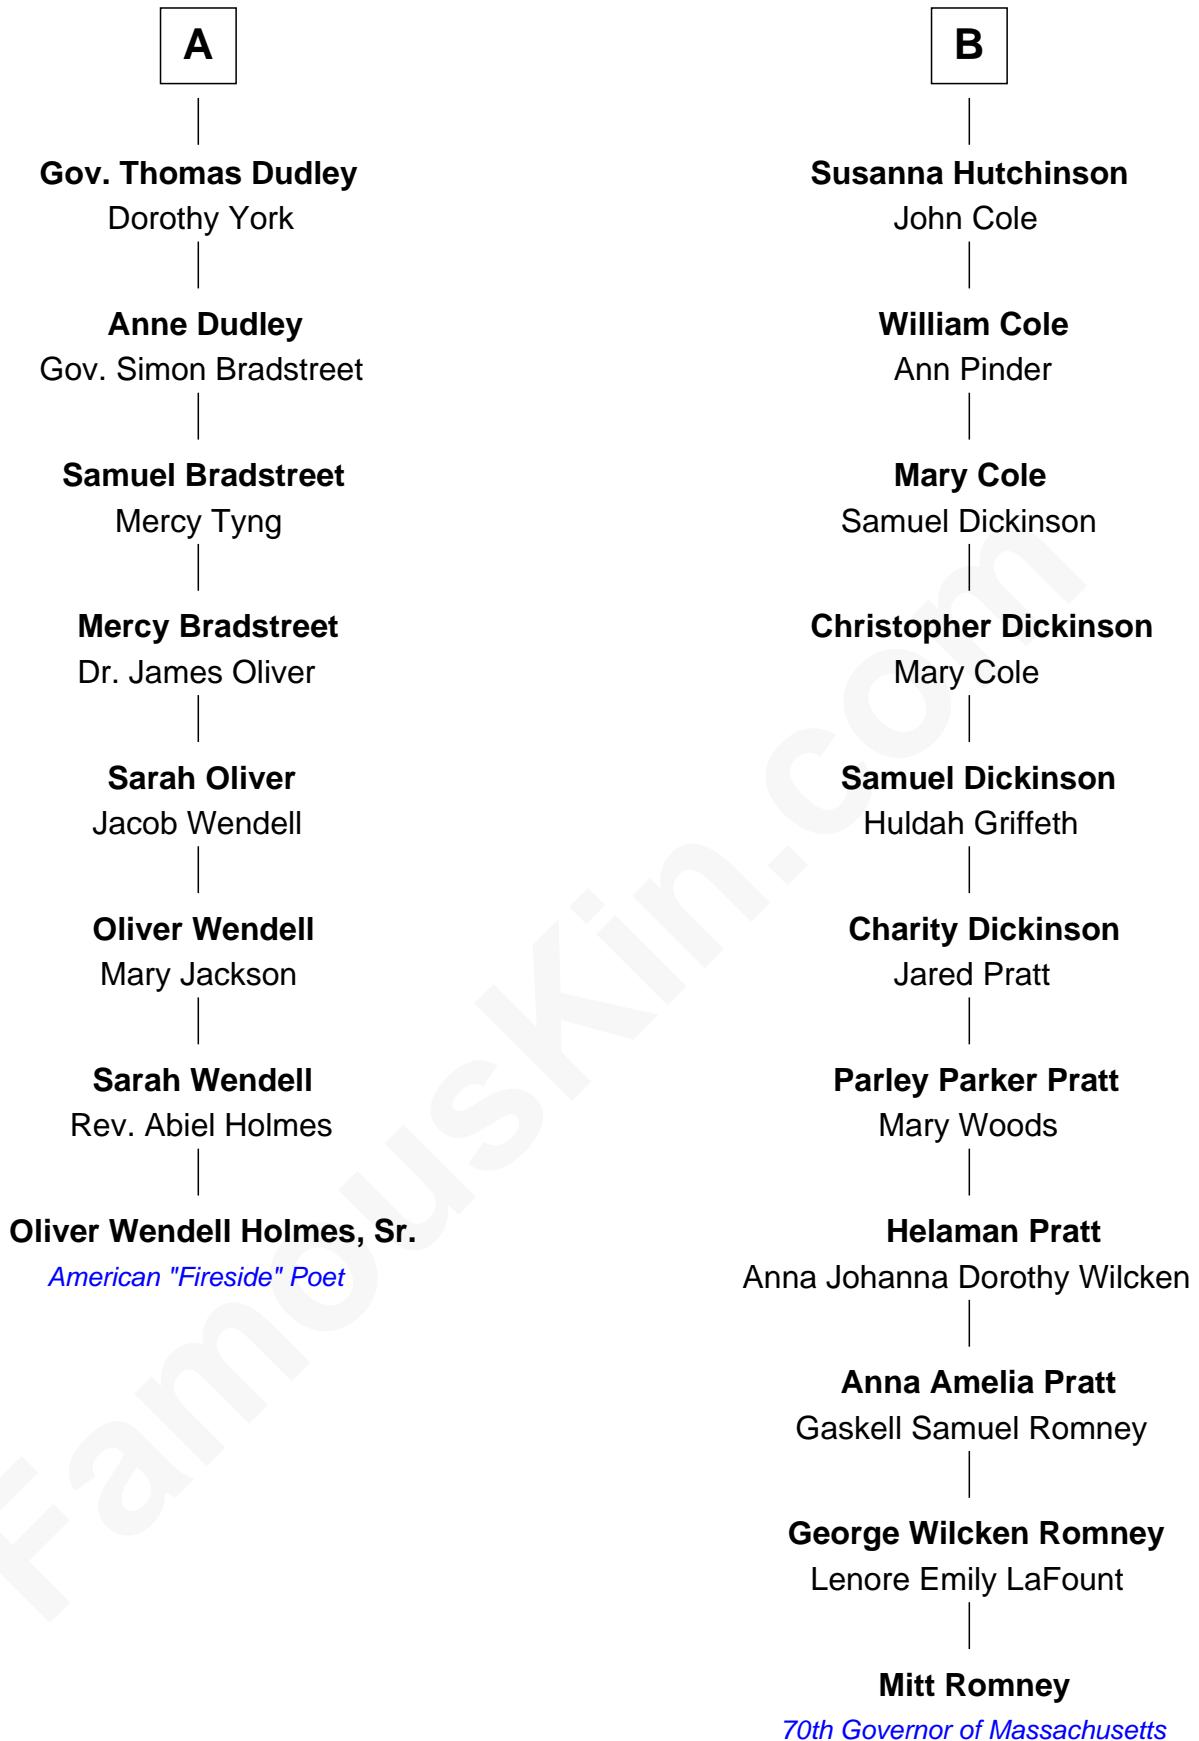 A
Gov. Thomas Dudley
Dorothy York
Anne Dudley
Gov. Simon Bradstreet
Samuel Bradstreet
Mercy Tyng
Mercy Bradstreet
Dr. James Oliver
Sarah Oliver
Jacob Wendell
Oliver Wendell
Mary Jackson
Sarah Wendell
Rev. Abiel Holmes
Oliver Wendell Holmes, Sr.
American "Fireside" Poet
B
Susanna Hutchinson
John Cole
William Cole
Ann Pinder
Mary Cole
Samuel Dickinson
Christopher Dickinson
Mary Cole
Samuel Dickinson
Huldah Griffeth
Charity Dickinson
Jared Pratt
Parley Parker Pratt
Mary Woods
Helaman Pratt
Anna Johanna Dorothy Wilcken
Anna Amelia Pratt
Gaskell Samuel Romney
George Wilcken Romney
Lenore Emily LaFount
Mitt Romney
70th Governor of Massachusetts
FamousKin.com